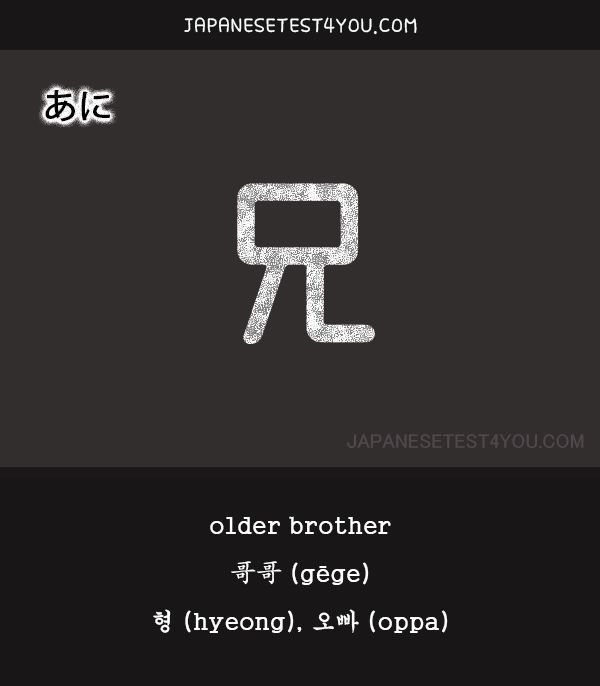 JAPANESETEST4YOU.COM
あに
兄
JAPANESETEST4YOU.COM
older brother
哥哥 (gēge)
형 (hyeong), 오빠 (oppa)